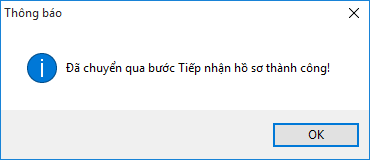 Thông báo
Đã chuyển qua bước Tiếp nhận hồ sơ thành công!
OK